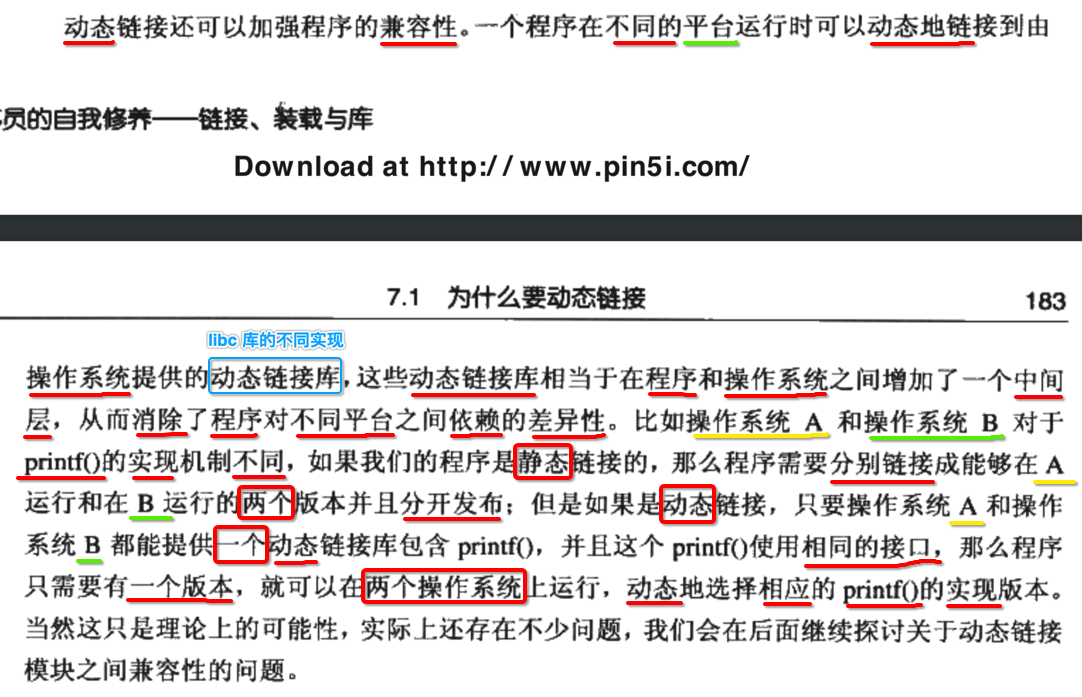 动态链接还可以加强程序的兼容性。一个程序在不同的平台运行时可以动态地链接到由
员的自我修养——链接、装载与库
Download at http://www.pin5i.com/
7.1 为什么要动态链接 183
libc 库的不同实现
操作系统提供的动态链接库，这些动态链接库相当于在程序和操作系统之间增加了一个中间
层，从而消除了程序对不同平台之间依赖的差异性。比如操作系统 A 和操作系统 B 对于
printf()的实现机制不同，如果我们的程序是静态链接的，那么程序需要分别链接成能够在 A
运行和在 B 运行的两个版本并且分开发布；但是如果是动态链接，只要操作系统 A 和操作
系统 B 都能提供一个动态链接库包含 printf()，并且这个 printf()使用相同的接口，那么程序
只需要有一个版本，就可以在两个操作系统上运行，动态地选择相应的 printf()的实现版本。
当然这只是理论上的可能性，实际上还存在不少问题，我们会在后面继续探讨关于动态链接
模块之间兼容性的问题。